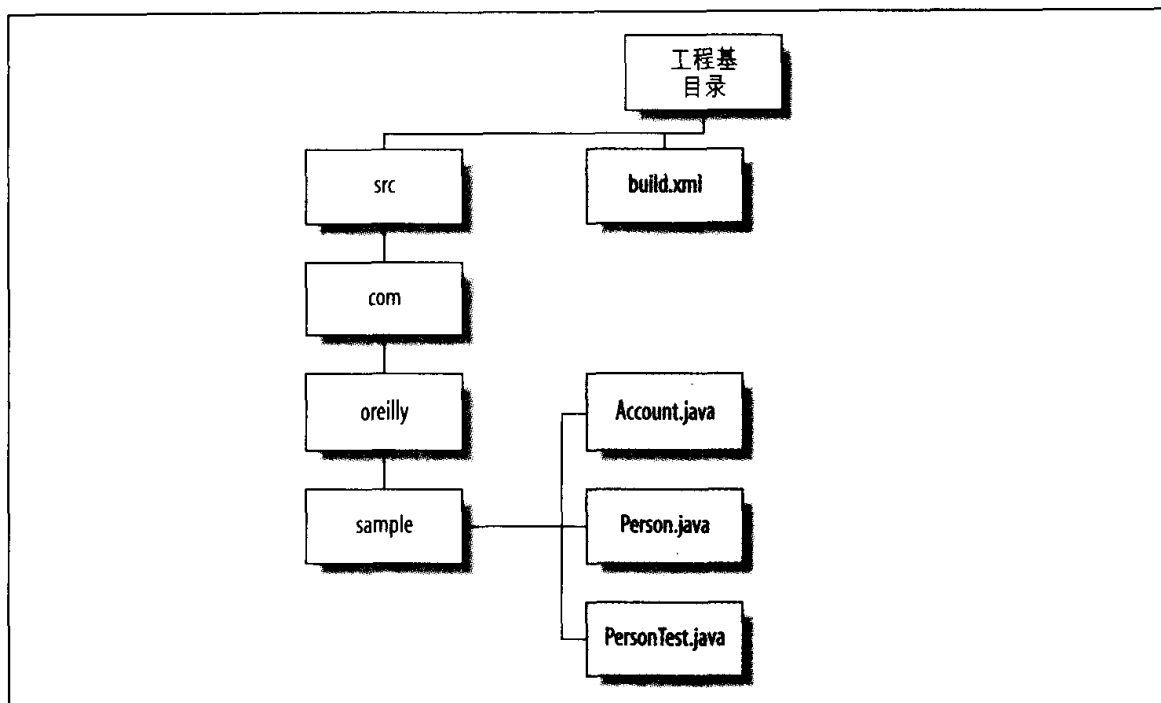 工程基
目录
src
build.xml
com
oreilly
Account.java
sample
Person.java
PersonTest.java